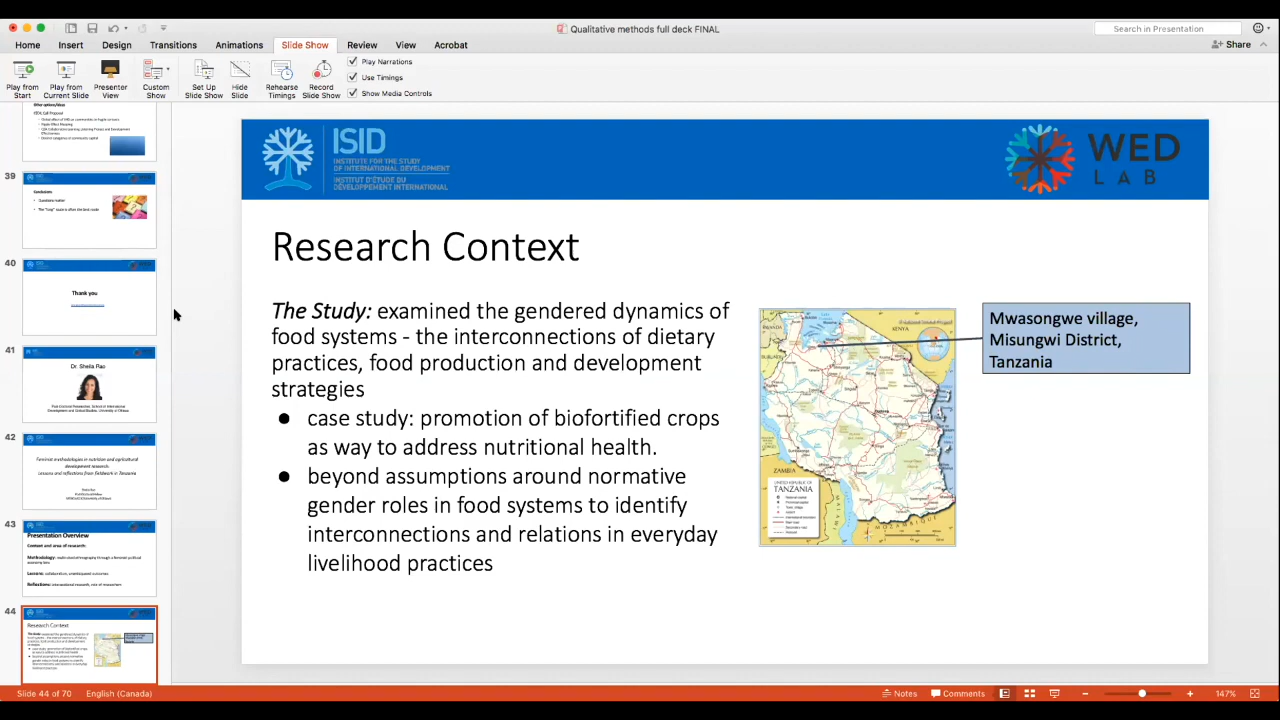 Qualitative methods full deck FINAL
Search in Presentation
Home Insert Design Transitions Animations Slide Show Review View Acrobat
Share
Play from Start
Play from Current Slide
Presenter View
Custom Show
Set Up Slide Show
Hide Slide
Rehearse Timings
Record Slide Show
Play Narrations
Use Timings
Show Media Controls
39
40
Thank you
41
Dr. Sheila Rao
42
43
Presentation Overview
44
Research Context
ISID
INSTITUTE FOR THE STUDY
OF INTERNATIONAL DEVELOPMENT
INSTITUT D'ÉTUDE DU
DÉVELOPPEMENT INTERNATIONAL
WED
LAB
Research Context
The Study: examined the gendered dynamics of
food systems - the interconnections of dietary
practices, food production and development
strategies
● case study: promotion of biofortified crops
as way to address nutritional health.
● beyond assumptions around normative
gender roles in food systems to identify
interconnections and relations in everyday
livelihood practices
KENYA
ZAMBIA
TANZANIA
Mwasongwe village,
Misungwi District,
Tanzania
Slide 44 of 70 English (Canada)
Notes Comments
147%